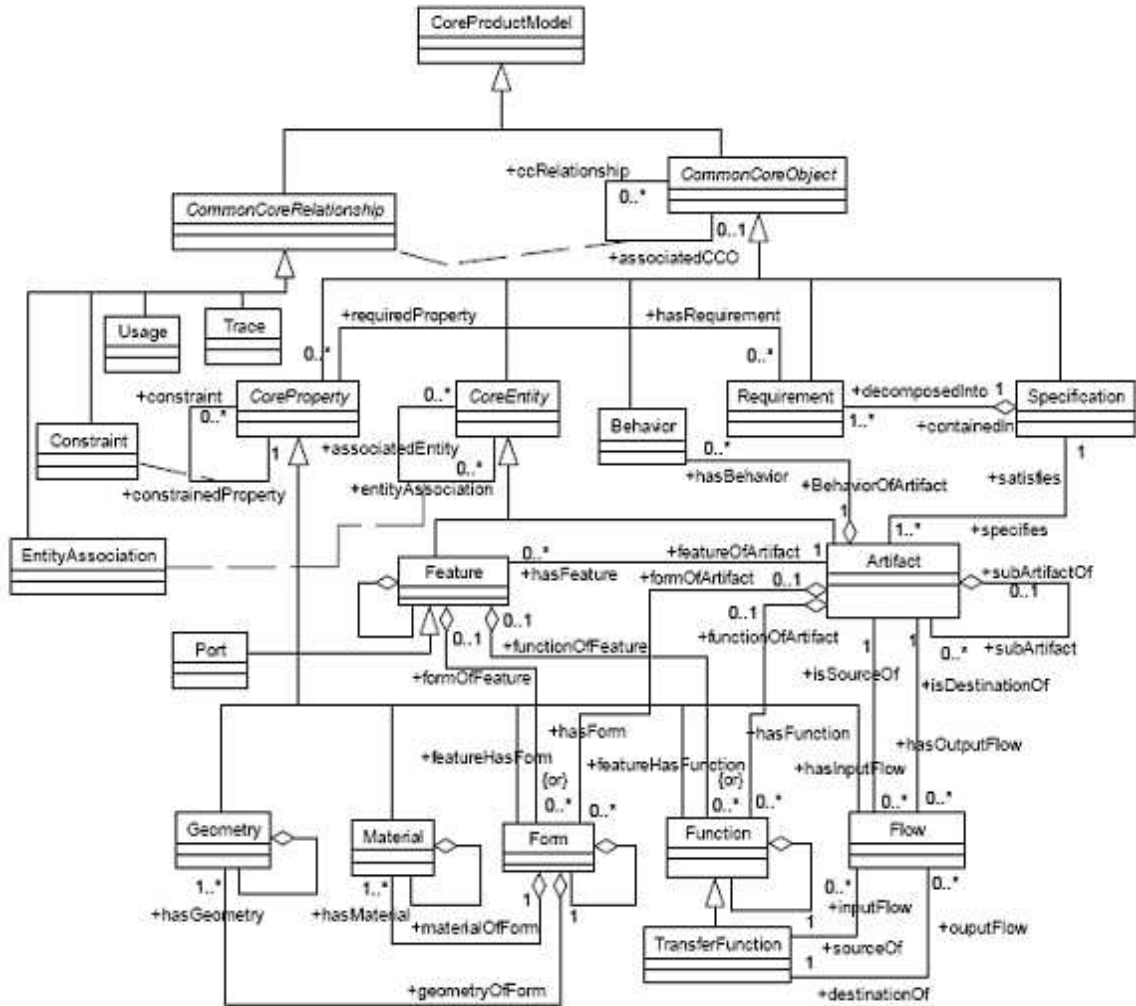 CoreProductModel
+ccRelationship
CommonCoreObject
0..*
CommonCoreRelationship
0..1
+associatedCCO
+requiredProperty
+hasRequirement
Usage
Trace
0..*
0..*
+constraint
CoreProperty
0..*
CoreEntity
Requirement
+decomposedInto
1
Specification
0..*
1..*
Behavior
+containedIn
Constraint
1
+associatedEntity
0..*
0..*
1
+constrainedProperty
+entityAssociation
+hasBehavior
+BehaviorOfArtifact
+satisfies
1
1..*
+specifies
EntityAssociation
0..*
+featureOfArtifact
1
Artifact
Feature
+hasFeature
+formOfArtifact
0..1
+subArtifactOf
0..1
0..1
0..1
0..1
Port
+functionOfFeature
+functionOfArtifact
1
1
0..*
+subArtifact
+formOfFeature
+isSourceOf
+isDestinationOf
+hasForm
+hasFunction
+hasOutputFlow
+featureHasForm
+featureHasFunction
+hasInputFlow
{or}
{or}
0..*
0..*
0..*
0..*
0..*
0..*
Geometry
Material
Form
Function
Flow
1..*
1..*
1
1
0..*
0..*
+hasGeometry
+hasMaterial
+materialOfForm
+inputFlow
1
TransferFunction
+sourceOf
+ouputFlow
1
+geometryOfForm
+destinationOf